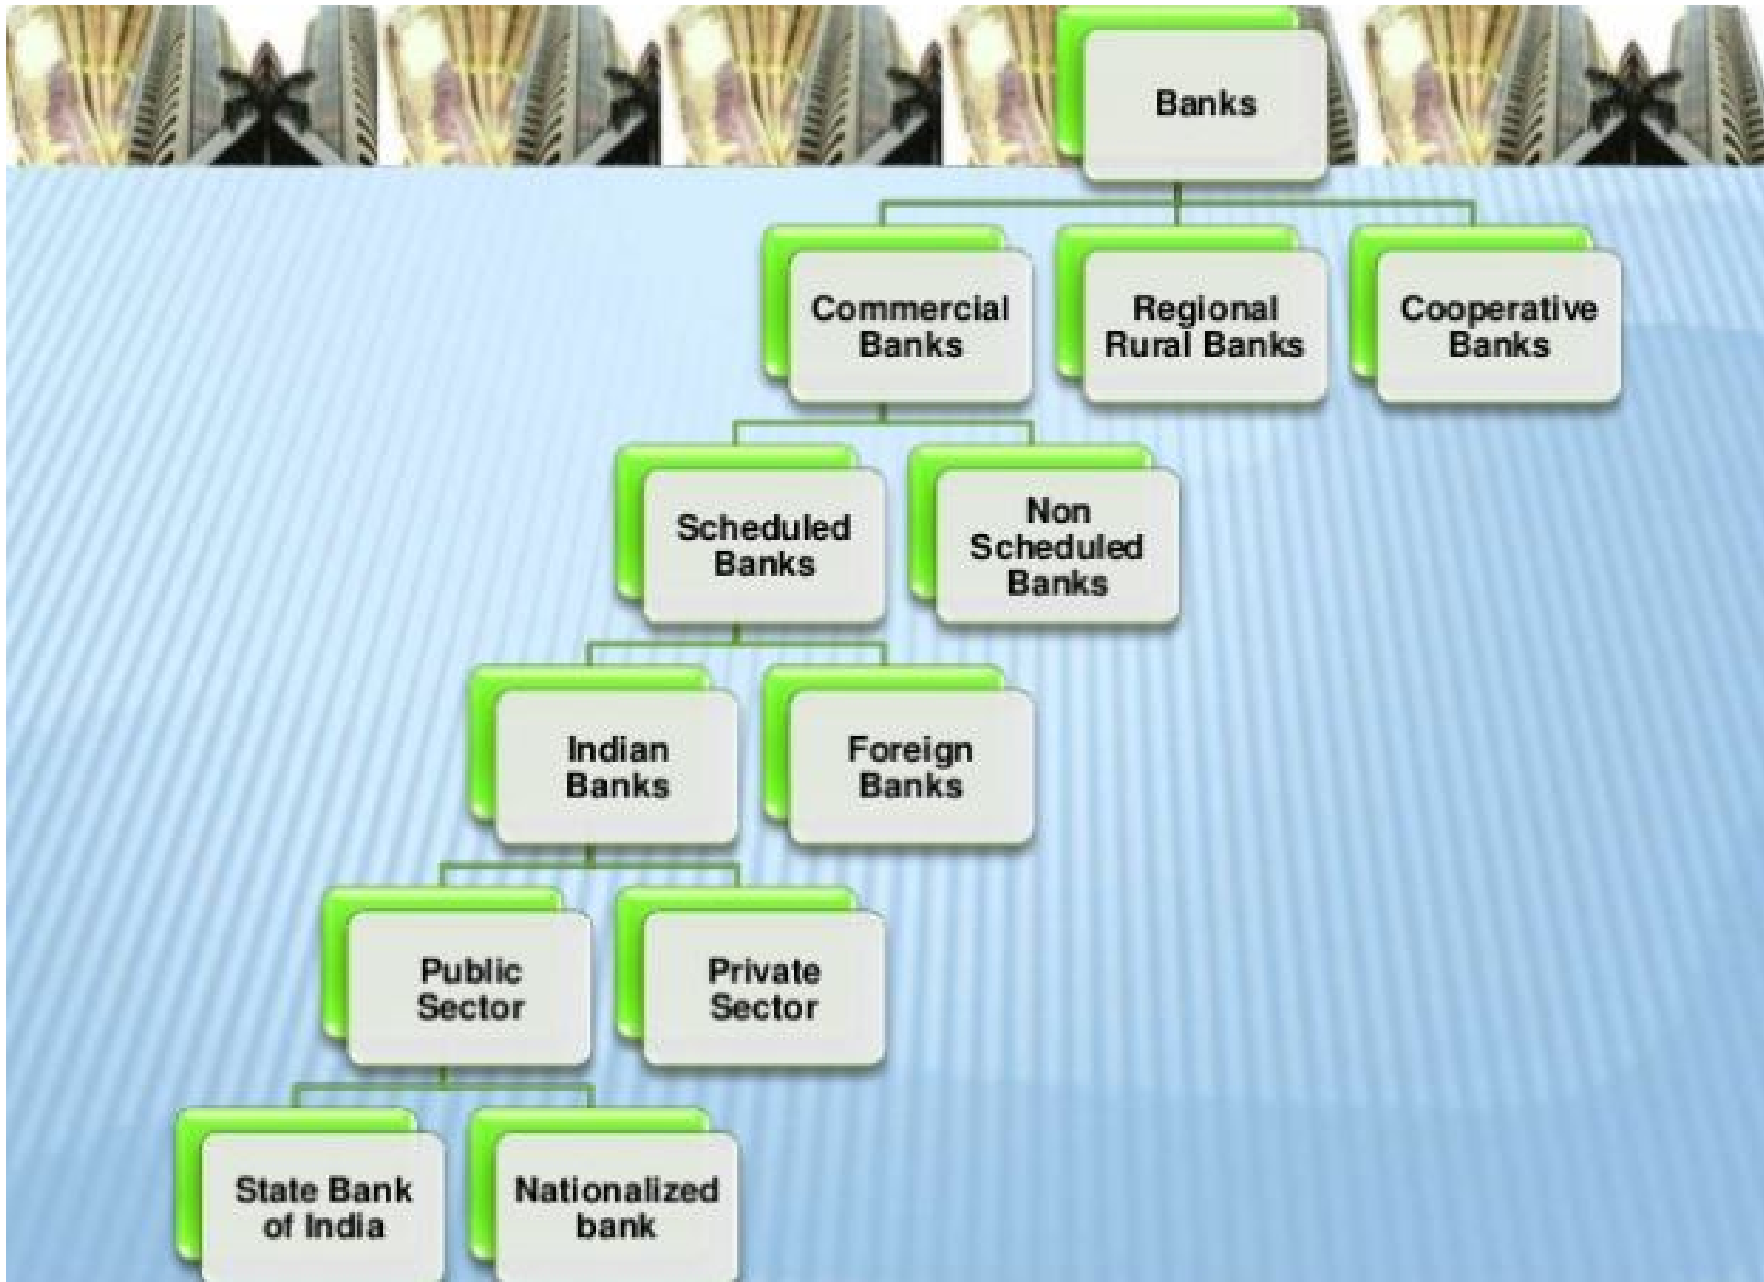 Banks
Commercial
Banks
Regional
Rural Banks
Cooperative
Banks
Scheduled
Banks
Non
Scheduled
Banks
Indian
Banks
Foreign
Banks
Public
Sector
Private
Sector
State Bank
of India
Nationalized
bank